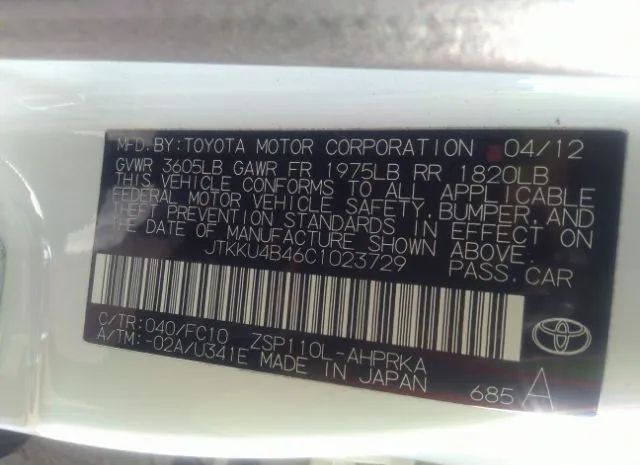 MFD.BY:TOYOTA MOTOR CORPORATION 04/12
GVWR 3605LB GAWR FR 1975LB RR 1820LB
THIS VEHICLE CONFORMS TO ALL APPLICABLE
FEDERAL MOTOR VEHICLE SAFETY, BUMPER, AND
THEFT PREVENTION STANDARDS IN EFFECT ON
THE DATE OF MANUFACTURE SHOWN ABOVE.
JTKKU4B46C1023729 PASS.CAR
C/TR:040/FC10 ZSP110L-AHPRKA
A/TM:-02A/U341E MADE IN JAPAN
685 A